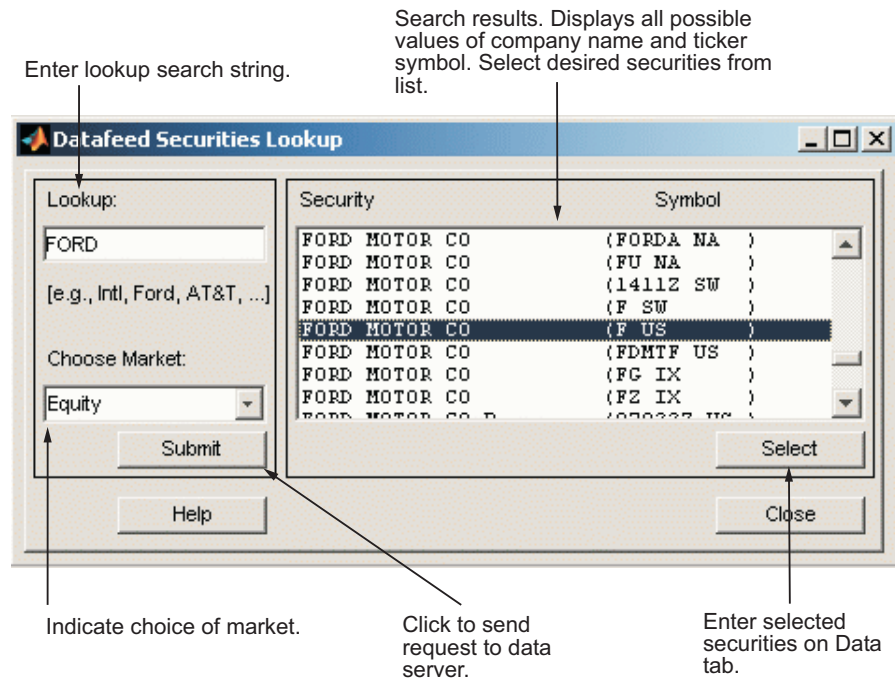 Search results. Displays all possible
values of company name and ticker
symbol. Select desired securities from
list.
Enter lookup search string.
Datafeed Securities Lookup
Lookup:
FORD
[e.g., Intl, Ford, AT&T, ...]
Choose Market:
Equity
Submit
Help
Security Symbol
FORD MOTOR CO (FORDA NA )
FORD MOTOR CO (FU NA )
FORD MOTOR CO (1411Z SW )
FORD MOTOR CO (F SW )
FORD MOTOR CO (F US )
FORD MOTOR CO (FDMTF US )
FORD MOTOR CO (FG IX )
FORD MOTOR CO (FZ IX )
FORD MOTOR CO
Select
Close
Indicate choice of market.
Click to send
request to data
server.
Enter selected
securities on Data
tab.